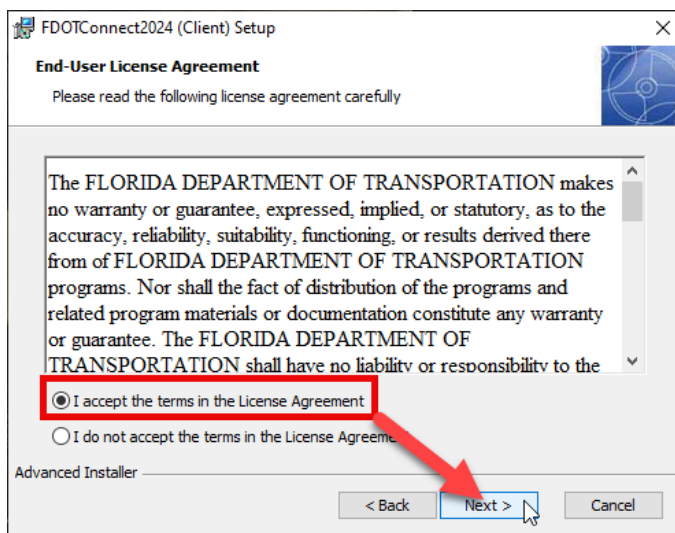 FDOTConnect2024 (Client) Setup
End-User License Agreement
Please read the following license agreement carefully
The FLORIDA DEPARTMENT OF TRANSPORTATION makes
no warranty or guarantee, expressed, implied, or statutory, as to the
accuracy, reliability, suitability, functioning, or results derived there
from of FLORIDA DEPARTMENT OF TRANSPORTATION
programs. Nor shall the fact of distribution of the programs and
related program materials or documentation constitute any warranty
or guarantee. The FLORIDA DEPARTMENT OF
TRANSPORTATION shall have no liability or responsibility to the
I accept the terms in the License Agreement
I do not accept the terms in the License Agreement
Advanced Installer
< Back
Next >
Cancel